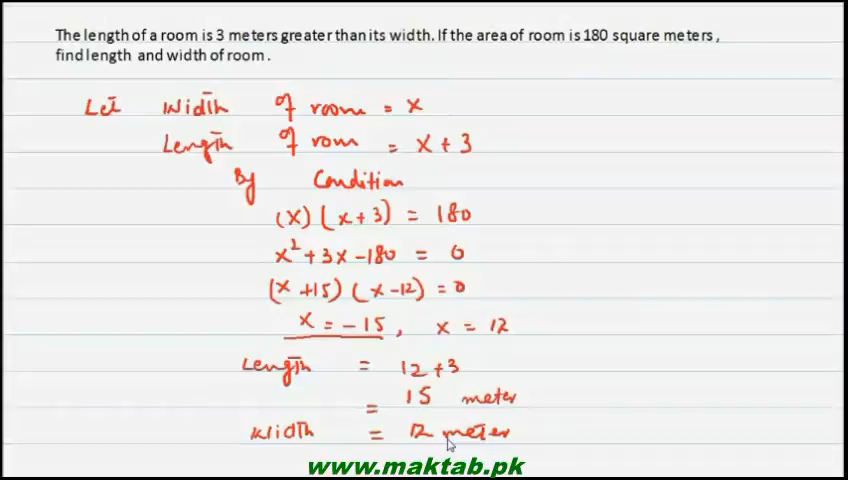 The length of a room is 3 meters greater than its width. If the area of room is 180 square meters,
find length and width of room.
Let Width of room = x
Length of room = x + 3
By Condition
(x) (x + 3) = 180
x² + 3x - 180 = 0
(x + 15) (x - 12) = 0
x = - 15, x = 12
Length = 12 + 3
= 15 meter
Width = 12 meter
www.maktab.pk